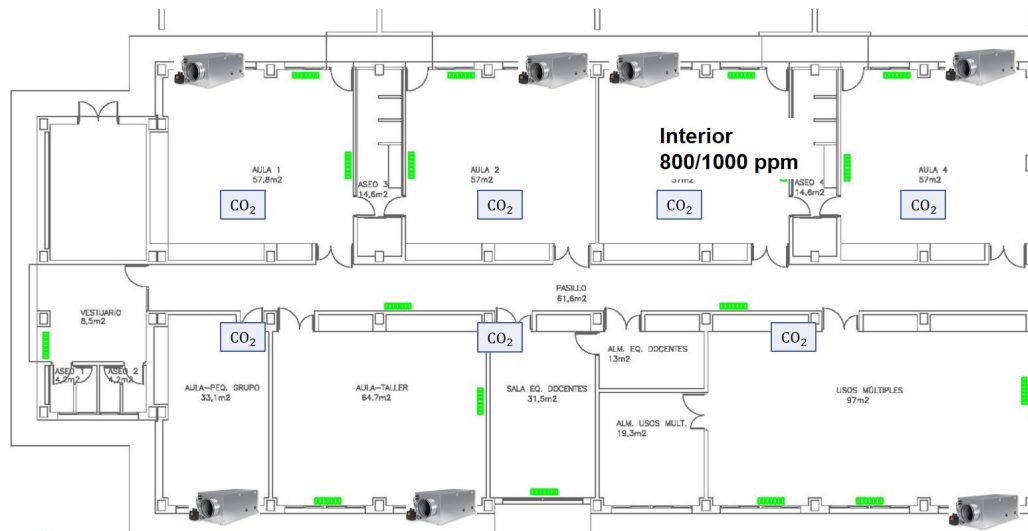 Interior
800/1000 ppm
AULA 1
57,8m2
ASEO 3
14,6m2
AULA 2
57m2
57m2
ASEO 4
14,6m2
AULA 4
57m2
CO2
CO2
CO2
CO2
PASILLO
61,6m2
VESTUARIO
8,5m2
CO2
CO2
CO2
ALM. EQ. DOCENTES
13m2
ASEO 1
4,2m2
ASEO 2
4,2m2
AULA-PEQ. GRUPO
33,1m2
AULA-TALLER
64.7m2
SALA EQ. DOCENTES
31,5m2
USOS MÚLTIPLES
97m2
ALM. USOS MULT.
19,3m2